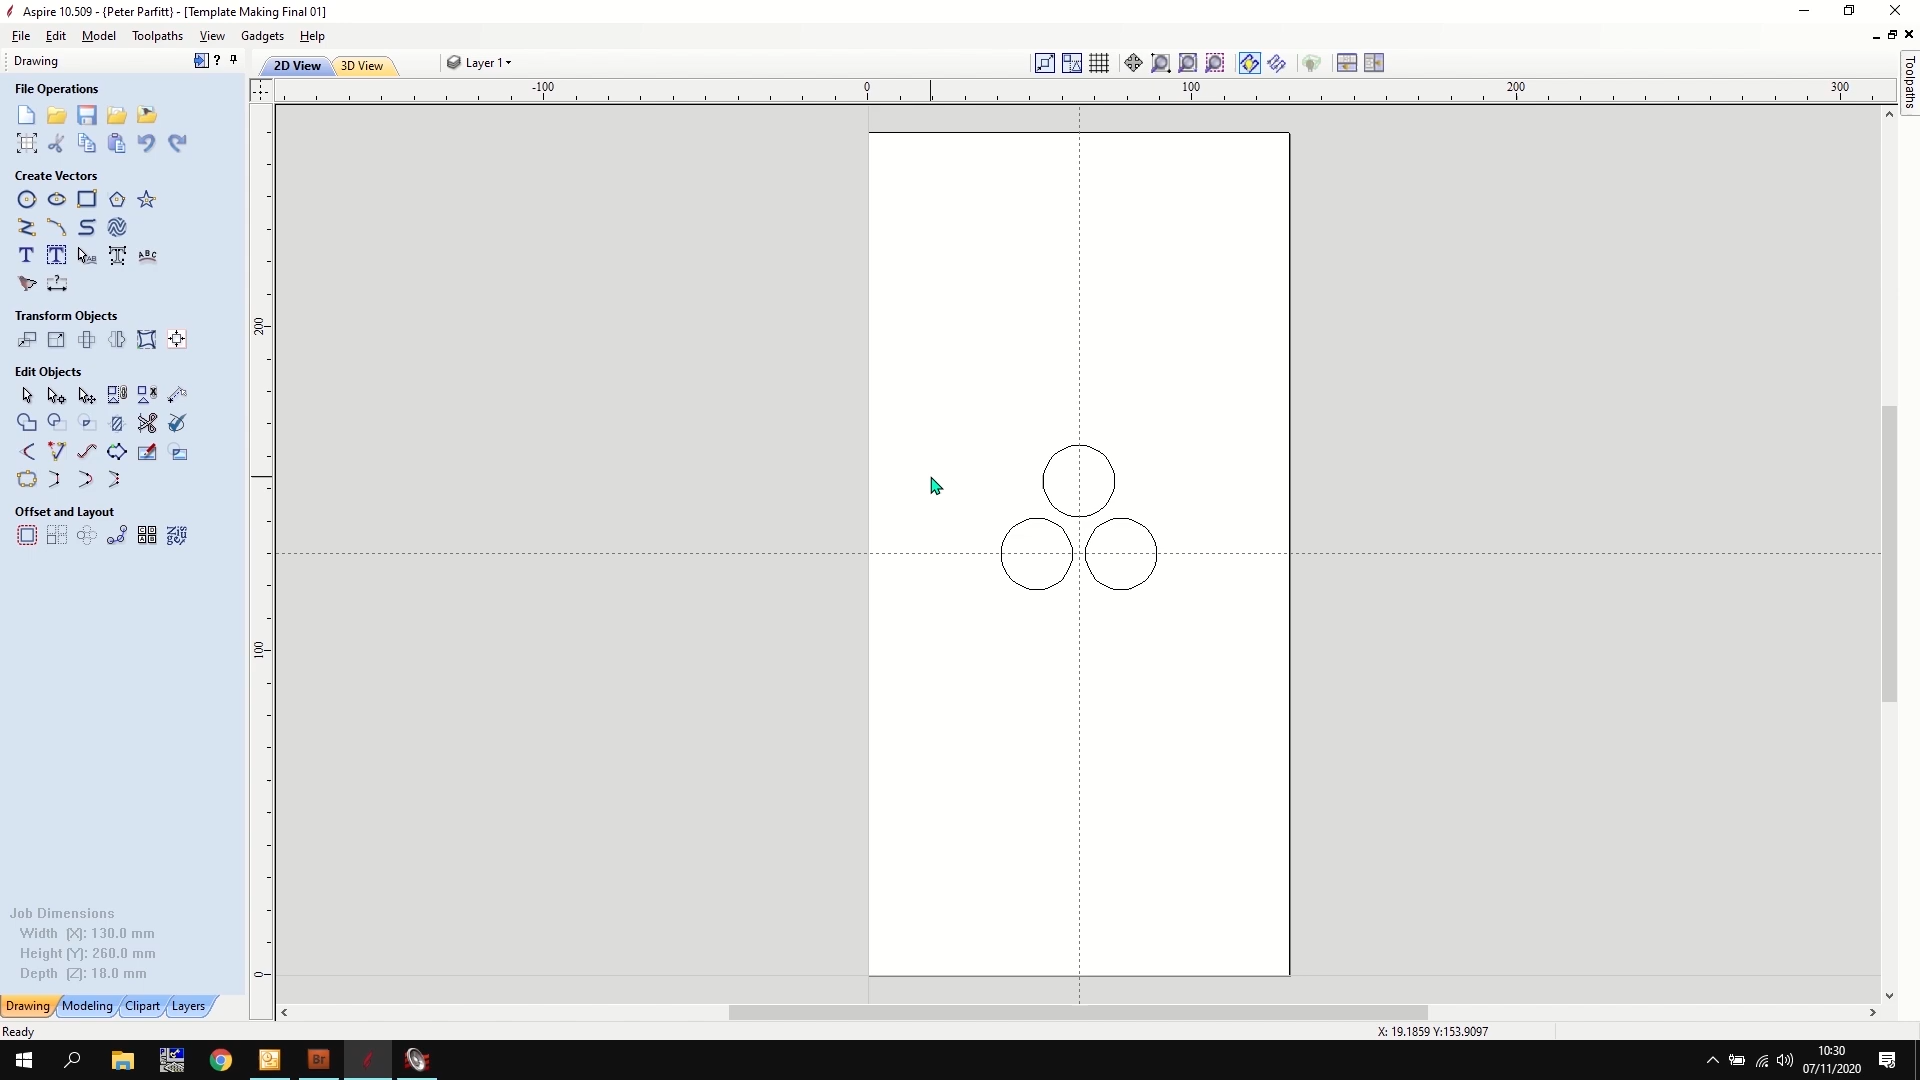 Aspire 10.509 - {Peter Parfitt} - [Template Making Final 01]
File Edit Model Toolpaths View Gadgets Help
Drawing
2D View 3D View Layer 1
Toolpaths
File Operations
-100 0 100 200 300
Create Vectors
Transform Objects
200
Edit Objects
Offset and Layout
100
Job Dimensions
Width (X): 130.0 mm
Height (Y): 260.0 mm
Depth (Z): 18.0 mm
0
Drawing Modeling Clipart Layers
Ready
X: 19.1859 Y:153.9097
Br
10:30
07/11/2020